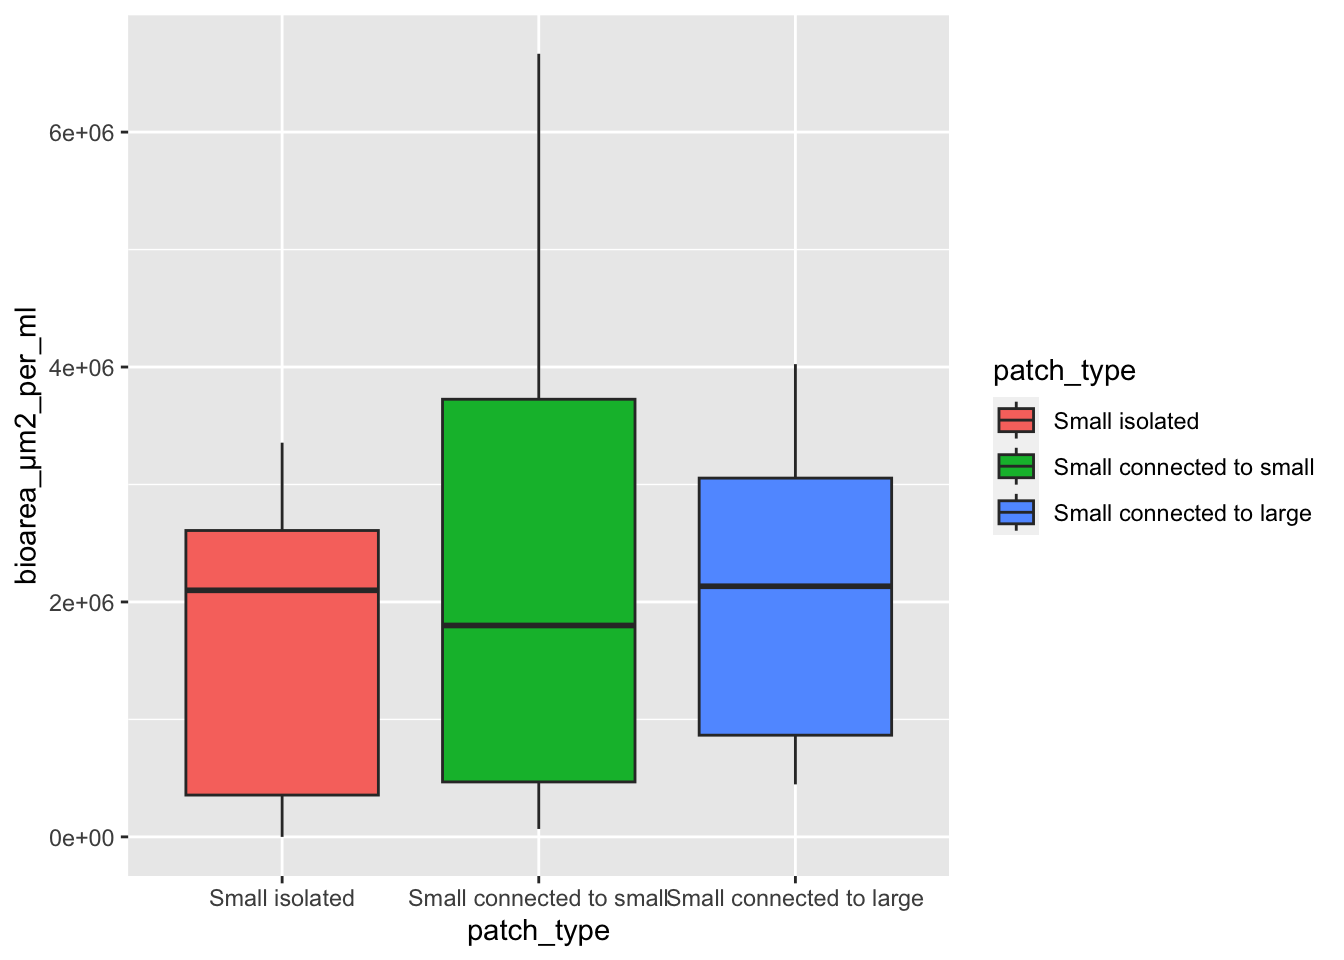 bioarea_µm2_per_ml
6e+06
4e+06
2e+06
0e+00
Small isolated
Small connected to small
Small connected to large
patch_type
patch_type
Small isolated
Small connected to small
Small connected to large